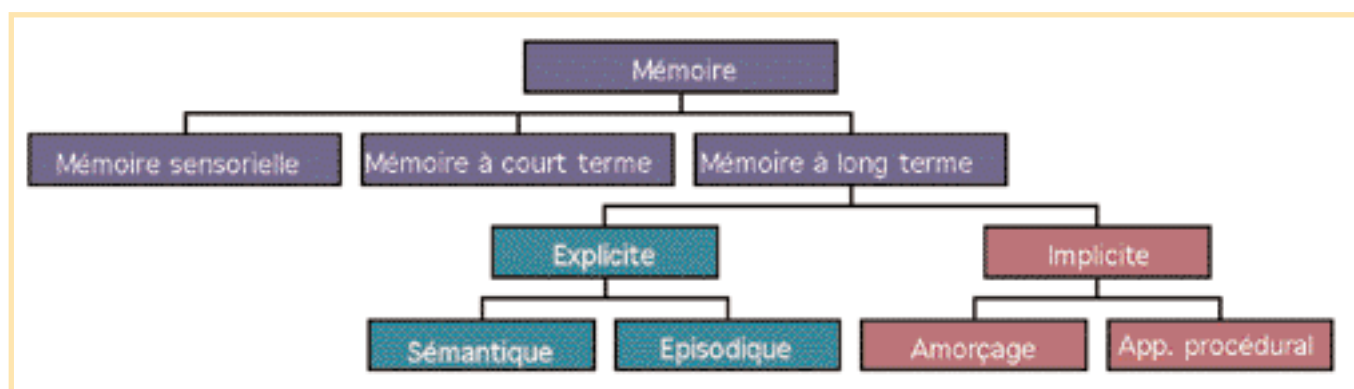 Mémoire
Mémoire sensorielle
Mémoire à court terme
Mémoire à long terme
Explicite
Implicite
Sémantique
Episodique
Amorçage
App. procédural